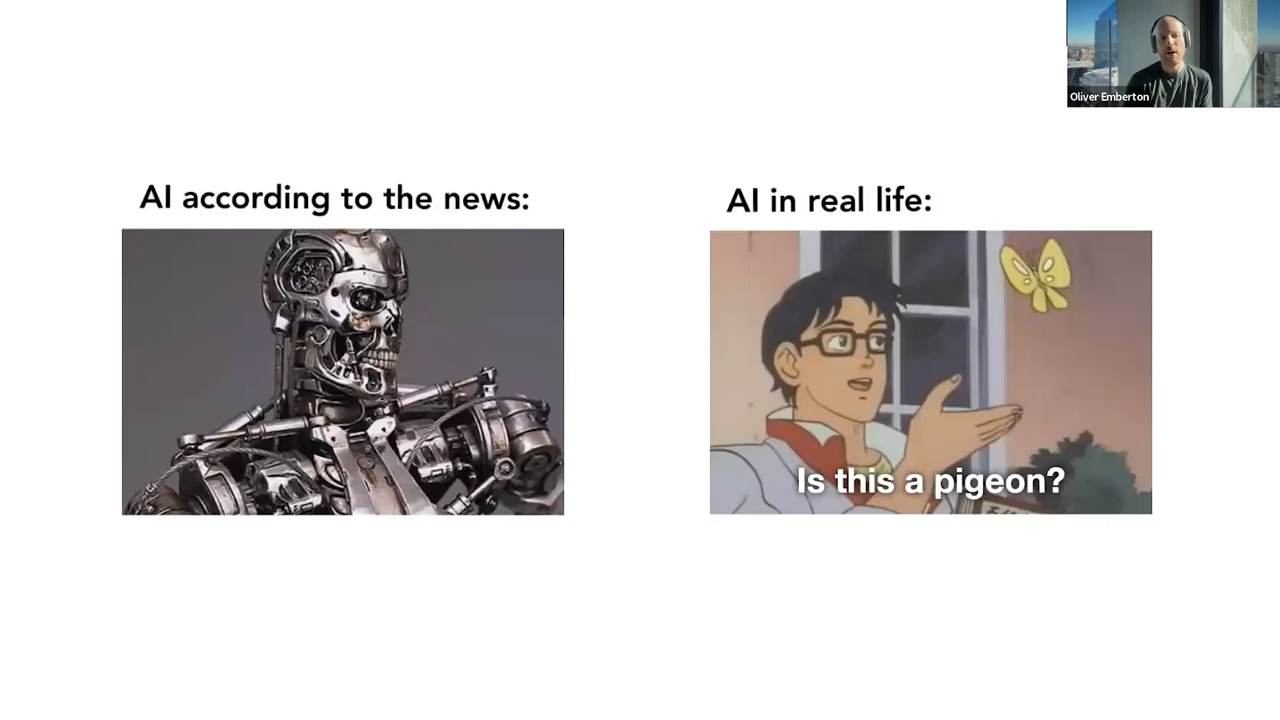 Oliver Emberton
AI according to the news:
AI in real life:
Is this a pigeon?